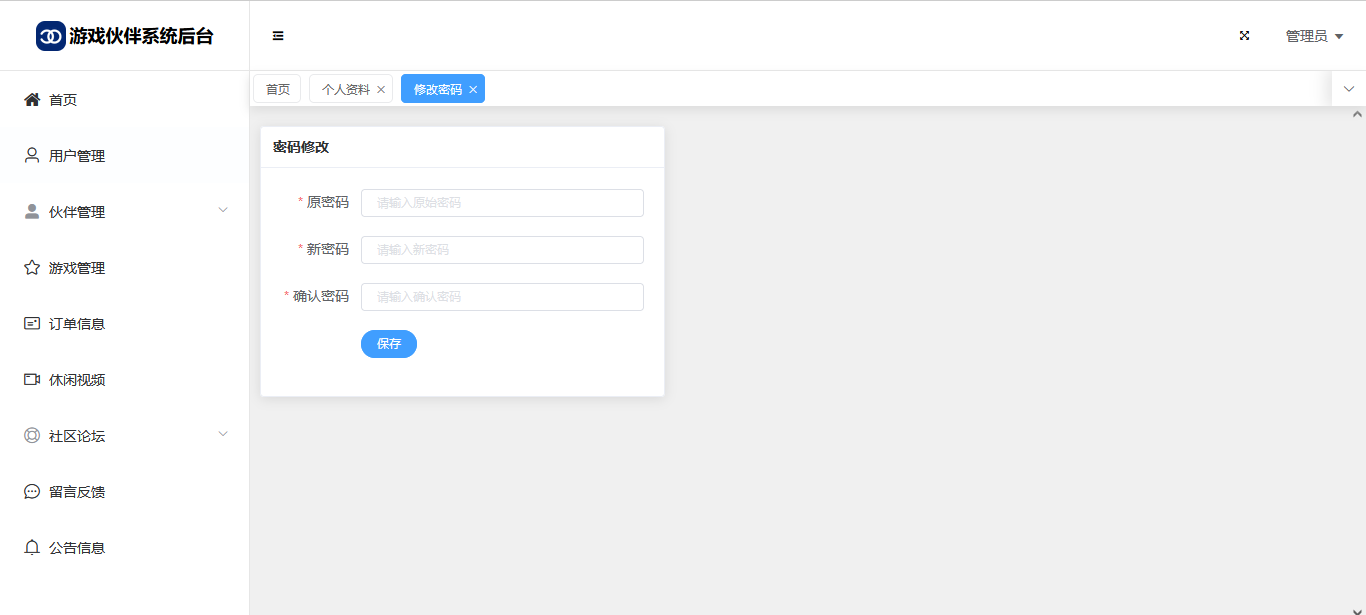 游戏伙伴系统后台
管理员
首页
个人资料
修改密码
首页
用户管理
伙伴管理
游戏管理
订单信息
休闲视频
社区论坛
留言反馈
公告信息
密码修改
* 原密码 请输入原始密码
* 新密码 请输入新密码
* 确认密码 请输入确认密码
保存